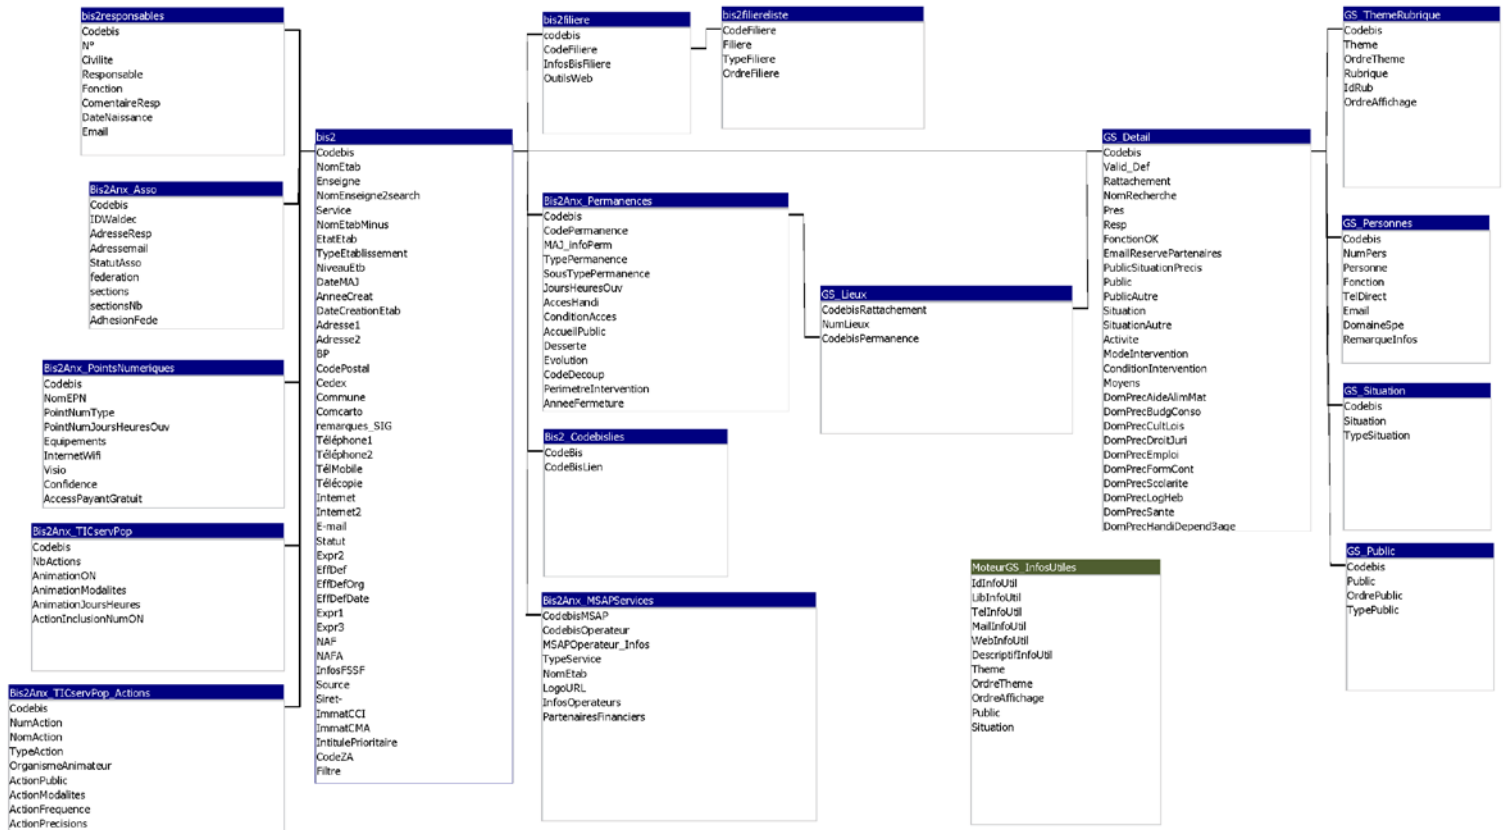 bis2responsables
Codebis
N°
Civilite
Responsable
Fonction
ComentaireResp
DateNaissance
Email
Bis2Anx_Asso
Codebis
IDWaldec
AdresseResp
Adressemail
StatutAsso
federation
sections
sectionsNb
AdhesionFede
Bis2Anx_PointsNumeriques
Codebis
NomEPN
PointNumType
PointNumJoursHeuresOuv
Equipements
InternetWifi
Visio
Confidence
AccessPayantGratuit
Bis2Anx_TICservPop
Codebis
NbActions
AnimationON
AnimationModalites
AnimationJoursHeures
ActionInclusionNumON
Bis2Anx_TICservPop_Actions
Codebis
NumAction
NomAction
TypeAction
OrganismeAnimateur
ActionPublic
ActionModalites
ActionFrequence
ActionPrecisions
bis2
Codebis
NomEtab
Enseigne
NomEnseigne2search
Service
NomEtabMinus
EtatEtab
TypeEtablissement
NiveauEtb
DateMAJ
AnneeCreat
DateCreationEtab
Adresse1
Adresse2
BP
CodePostal
Cedex
Commune
Comcarto
remarques_SIG
Téléphone1
Téléphone2
TélMobile
Télécopie
Internet
Internet2
E-mail
Statut
Expr2
EffDef
EffDefOrg
EffDefDate
Expr1
Expr3
NAF
NAFA
InfosFSSF
Source
Siret-
ImmatCCI
ImmatCMA
IntitulePrioritaire
CodeZA
Filtre
bis2filiere
codebis
CodeFiliere
InfosBisFiliere
OutilsWeb
bis2filiereliste
CodeFiliere
Filiere
TypeFiliere
OrdreFiliere
Bis2Anx_Permanences
Codebis
CodePermanence
MAJ_infoPerm
TypePermanence
SousTypePermanence
JoursHeuresOuv
AccesHandi
ConditionAcces
AccueilPublic
Desserte
Evolution
CodeDecoup
PerimetreIntervention
AnneeFermeture
Bis2_Codebislies
CodeBis
CodeBisLien
Bis2Anx_MSAPServices
CodebisMSAP
CodebisOperateur
MSAPOperateur_Infos
TypeService
NomEtab
LogoURL
InfosOperateurs
PartenairesFinanciers
GS_Lieux
CodebisRattachement
NumLieux
CodebisPermanence
GS_Detail
Codebis
Valid_Def
Rattachement
NomRecherche
Pres
Resp
FonctionOK
EmailReservePartenaires
PublicSituationPrecis
Public
PublicAutre
Situation
SituationAutre
Activite
ModeIntervention
ConditionIntervention
Moyens
DomPrecAideAlimMat
DomPrecBudgConso
DomPrecCultLois
DomPrecDroitJuri
DomPrecEmploi
DomPrecFormCont
DomPrecScolarite
DomPrecLogHeb
DomPrecSante
DomPrecHandiDepend3age
MoteurGS_InfosUtiles
IdInfoUtil
LibInfoUtil
TelInfoUtil
MailInfoUtil
WebInfoUtil
DescriptifInfoUtil
Theme
OrdreTheme
OrdreAffichage
Public
Situation
GS_ThemeRubrique
Codebis
Theme
OrdreTheme
Rubrique
IdRub
OrdreAffichage
GS_Personnes
Codebis
NumPers
Personne
Fonction
TelDirect
Email
DomaineSpe
RemarqueInfos
GS_Situation
Codebis
Situation
TypeSituation
GS_Public
Codebis
Public
OrdrePublic
TypePublic